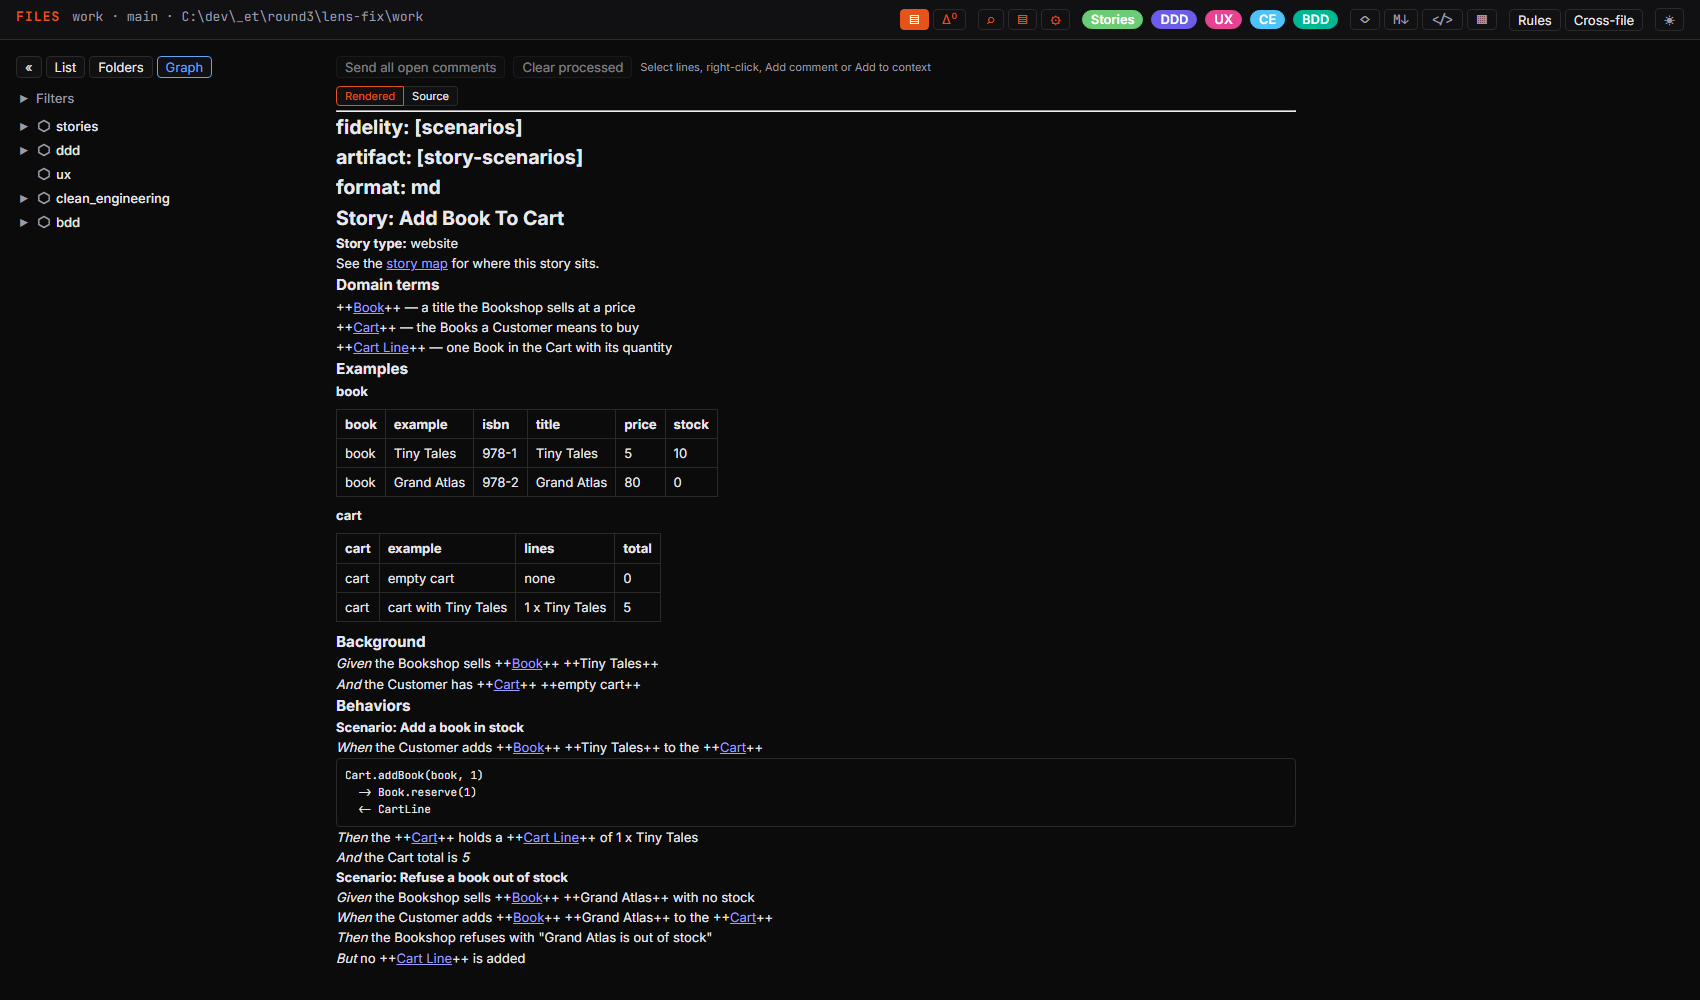 FILES work · main · C:\dev\_et\round3\lens-fix\work
Δ⁰ Stories DDD UX CE BDD M↓ </> Rules Cross-file
« List Folders Graph
Send all open comments Clear processed Select lines, right-click, Add comment or Add to context
Rendered Source
Filters
stories
ddd
ux
clean_engineering
bdd
fidelity: [scenarios]
artifact: [story-scenarios]
format: md
Story: Add Book To Cart
Story type: website
See the story map for where this story sits.
Domain terms
++Book++ — a title the Bookshop sells at a price
++Cart++ — the Books a Customer means to buy
++Cart Line++ — one Book in the Cart with its quantity
Examples
book
book example isbn title price stock
book Tiny Tales 978-1 Tiny Tales 5 10
book Grand Atlas 978-2 Grand Atlas 80 0
cart
cart example lines total
cart empty cart none 0
cart cart with Tiny Tales 1 x Tiny Tales 5
Background
Given the Bookshop sells ++Book++ ++Tiny Tales++
And the Customer has ++Cart++ ++empty cart++
Behaviors
Scenario: Add a book in stock
When the Customer adds ++Book++ ++Tiny Tales++ to the ++Cart++
Cart.addBook(book, 1)
→ Book.reserve(1)
← CartLine
Then the ++Cart++ holds a ++Cart Line++ of 1 x Tiny Tales
And the Cart total is 5
Scenario: Refuse a book out of stock
Given the Bookshop sells ++Book++ ++Grand Atlas++ with no stock
When the Customer adds ++Book++ ++Grand Atlas++ to the ++Cart++
Then the Bookshop refuses with "Grand Atlas is out of stock"
But no ++Cart Line++ is added